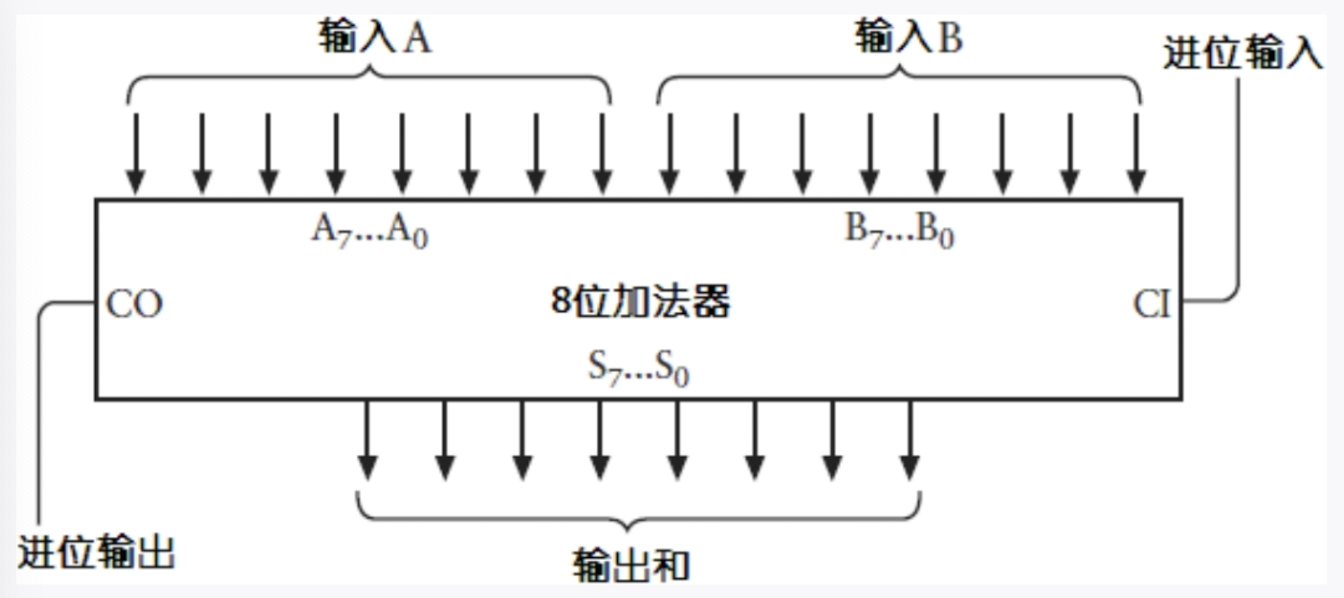 输入A
输入B
进位输入
A₇...A₀
B₇...B₀
CO
8位加法器
CI
S₇...S₀
进位输出
输出和